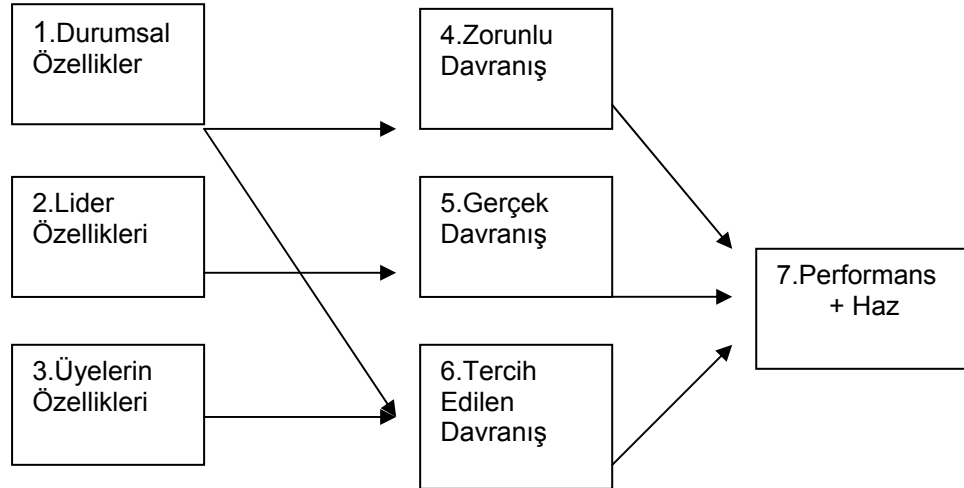 1.Durumsal
Özellikler
4.Zorunlu
Davranış
2.Lider
Özellikleri
5.Gerçek
Davranış
7.Performans
+ Haz
3.Üyelerin
Özellikleri
6.Tercih
Edilen
Davranış